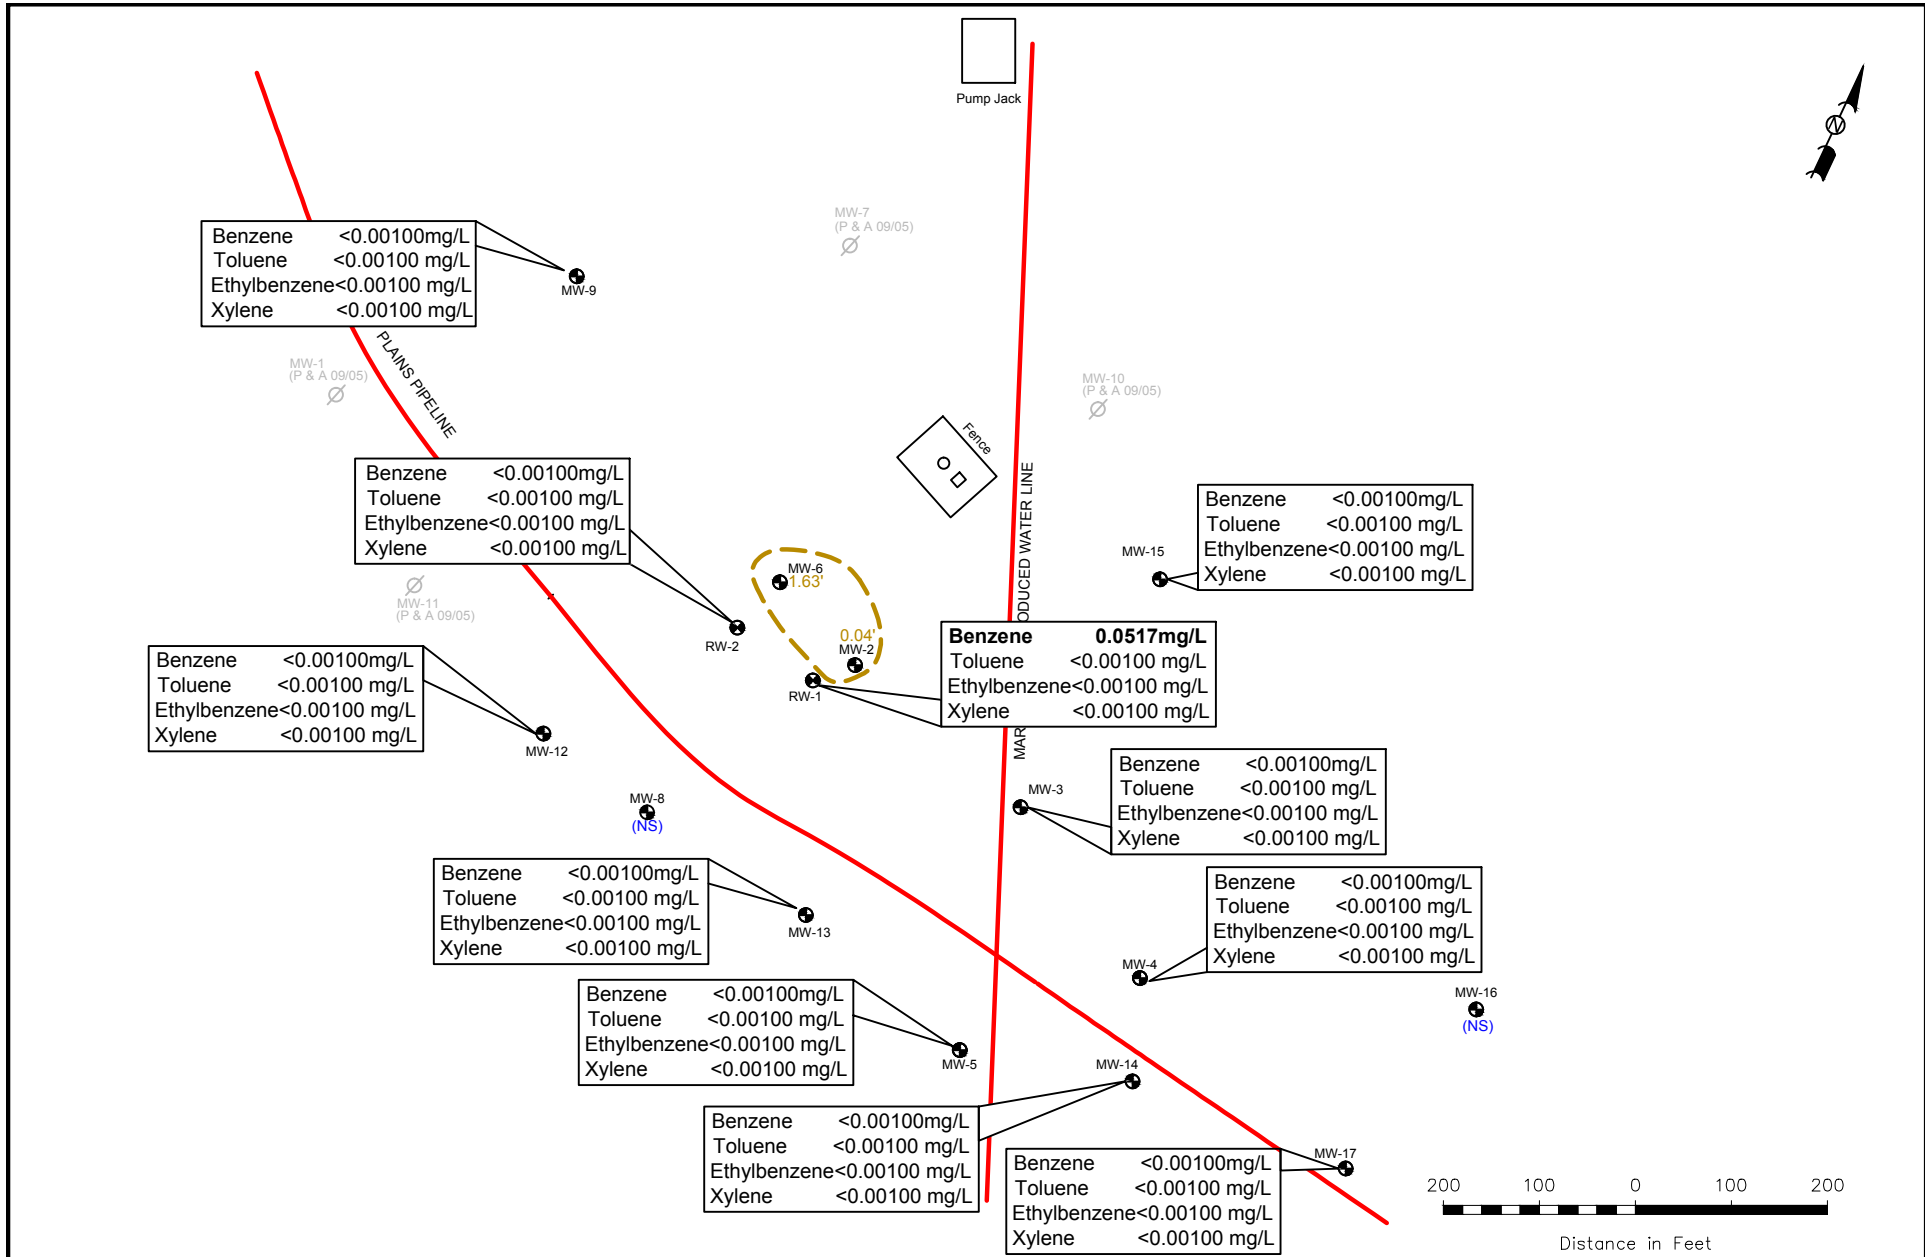 Pump Jack
N
MW-7
(P & A 09/05)
Benzene <0.00100mg/L
Toluene <0.00100 mg/L
Ethylbenzene<0.00100 mg/L
Xylene <0.00100 mg/L
MW-9
MW-1
(P & A 09/05)
PLAINS PIPELINE
MW-10
(P & A 09/05)
Fence
Benzene <0.00100mg/L
Toluene <0.00100 mg/L
Ethylbenzene<0.00100 mg/L
Xylene <0.00100 mg/L
RW-2
ODUCED WATER LINE
MAR
Benzene <0.00100mg/L
Toluene <0.00100 mg/L
Ethylbenzene<0.00100 mg/L
Xylene <0.00100 mg/L
MW-15
MW-6
1.63'
MW-11
(P & A 09/05)
0.04'
MW-2
RW-1
Benzene 0.0517mg/L
Toluene <0.00100 mg/L
Ethylbenzene<0.00100 mg/L
Xylene <0.00100 mg/L
Benzene <0.00100mg/L
Toluene <0.00100 mg/L
Ethylbenzene<0.00100 mg/L
Xylene <0.00100 mg/L
MW-12
MW-8
(NS)
MW-3
Benzene <0.00100mg/L
Toluene <0.00100 mg/L
Ethylbenzene<0.00100 mg/L
Xylene <0.00100 mg/L
Benzene <0.00100mg/L
Toluene <0.00100 mg/L
Ethylbenzene<0.00100 mg/L
Xylene <0.00100 mg/L
MW-13
Benzene <0.00100mg/L
Toluene <0.00100 mg/L
Ethylbenzene<0.00100 mg/L
Xylene <0.00100 mg/L
MW-4
MW-16
(NS)
Benzene <0.00100mg/L
Toluene <0.00100 mg/L
Ethylbenzene<0.00100 mg/L
Xylene <0.00100 mg/L
MW-5
MW-14
Benzene <0.00100mg/L
Toluene <0.00100 mg/L
Ethylbenzene<0.00100 mg/L
Xylene <0.00100 mg/L
Benzene <0.00100mg/L
Toluene <0.00100 mg/L
Ethylbenzene<0.00100 mg/L
Xylene <0.00100 mg/L
MW-17
200 100 0 100 200
Distance in Feet